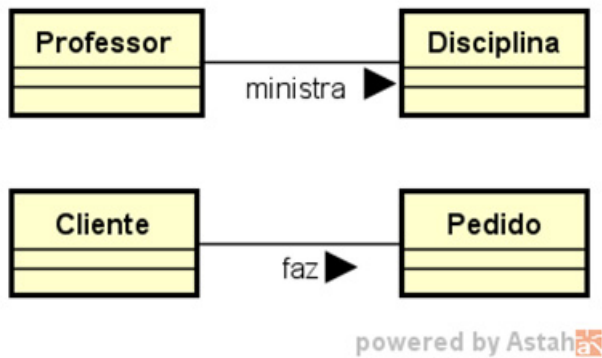 Professor
Disciplina
ministra
Cliente
Pedido
faz
powered by Astah